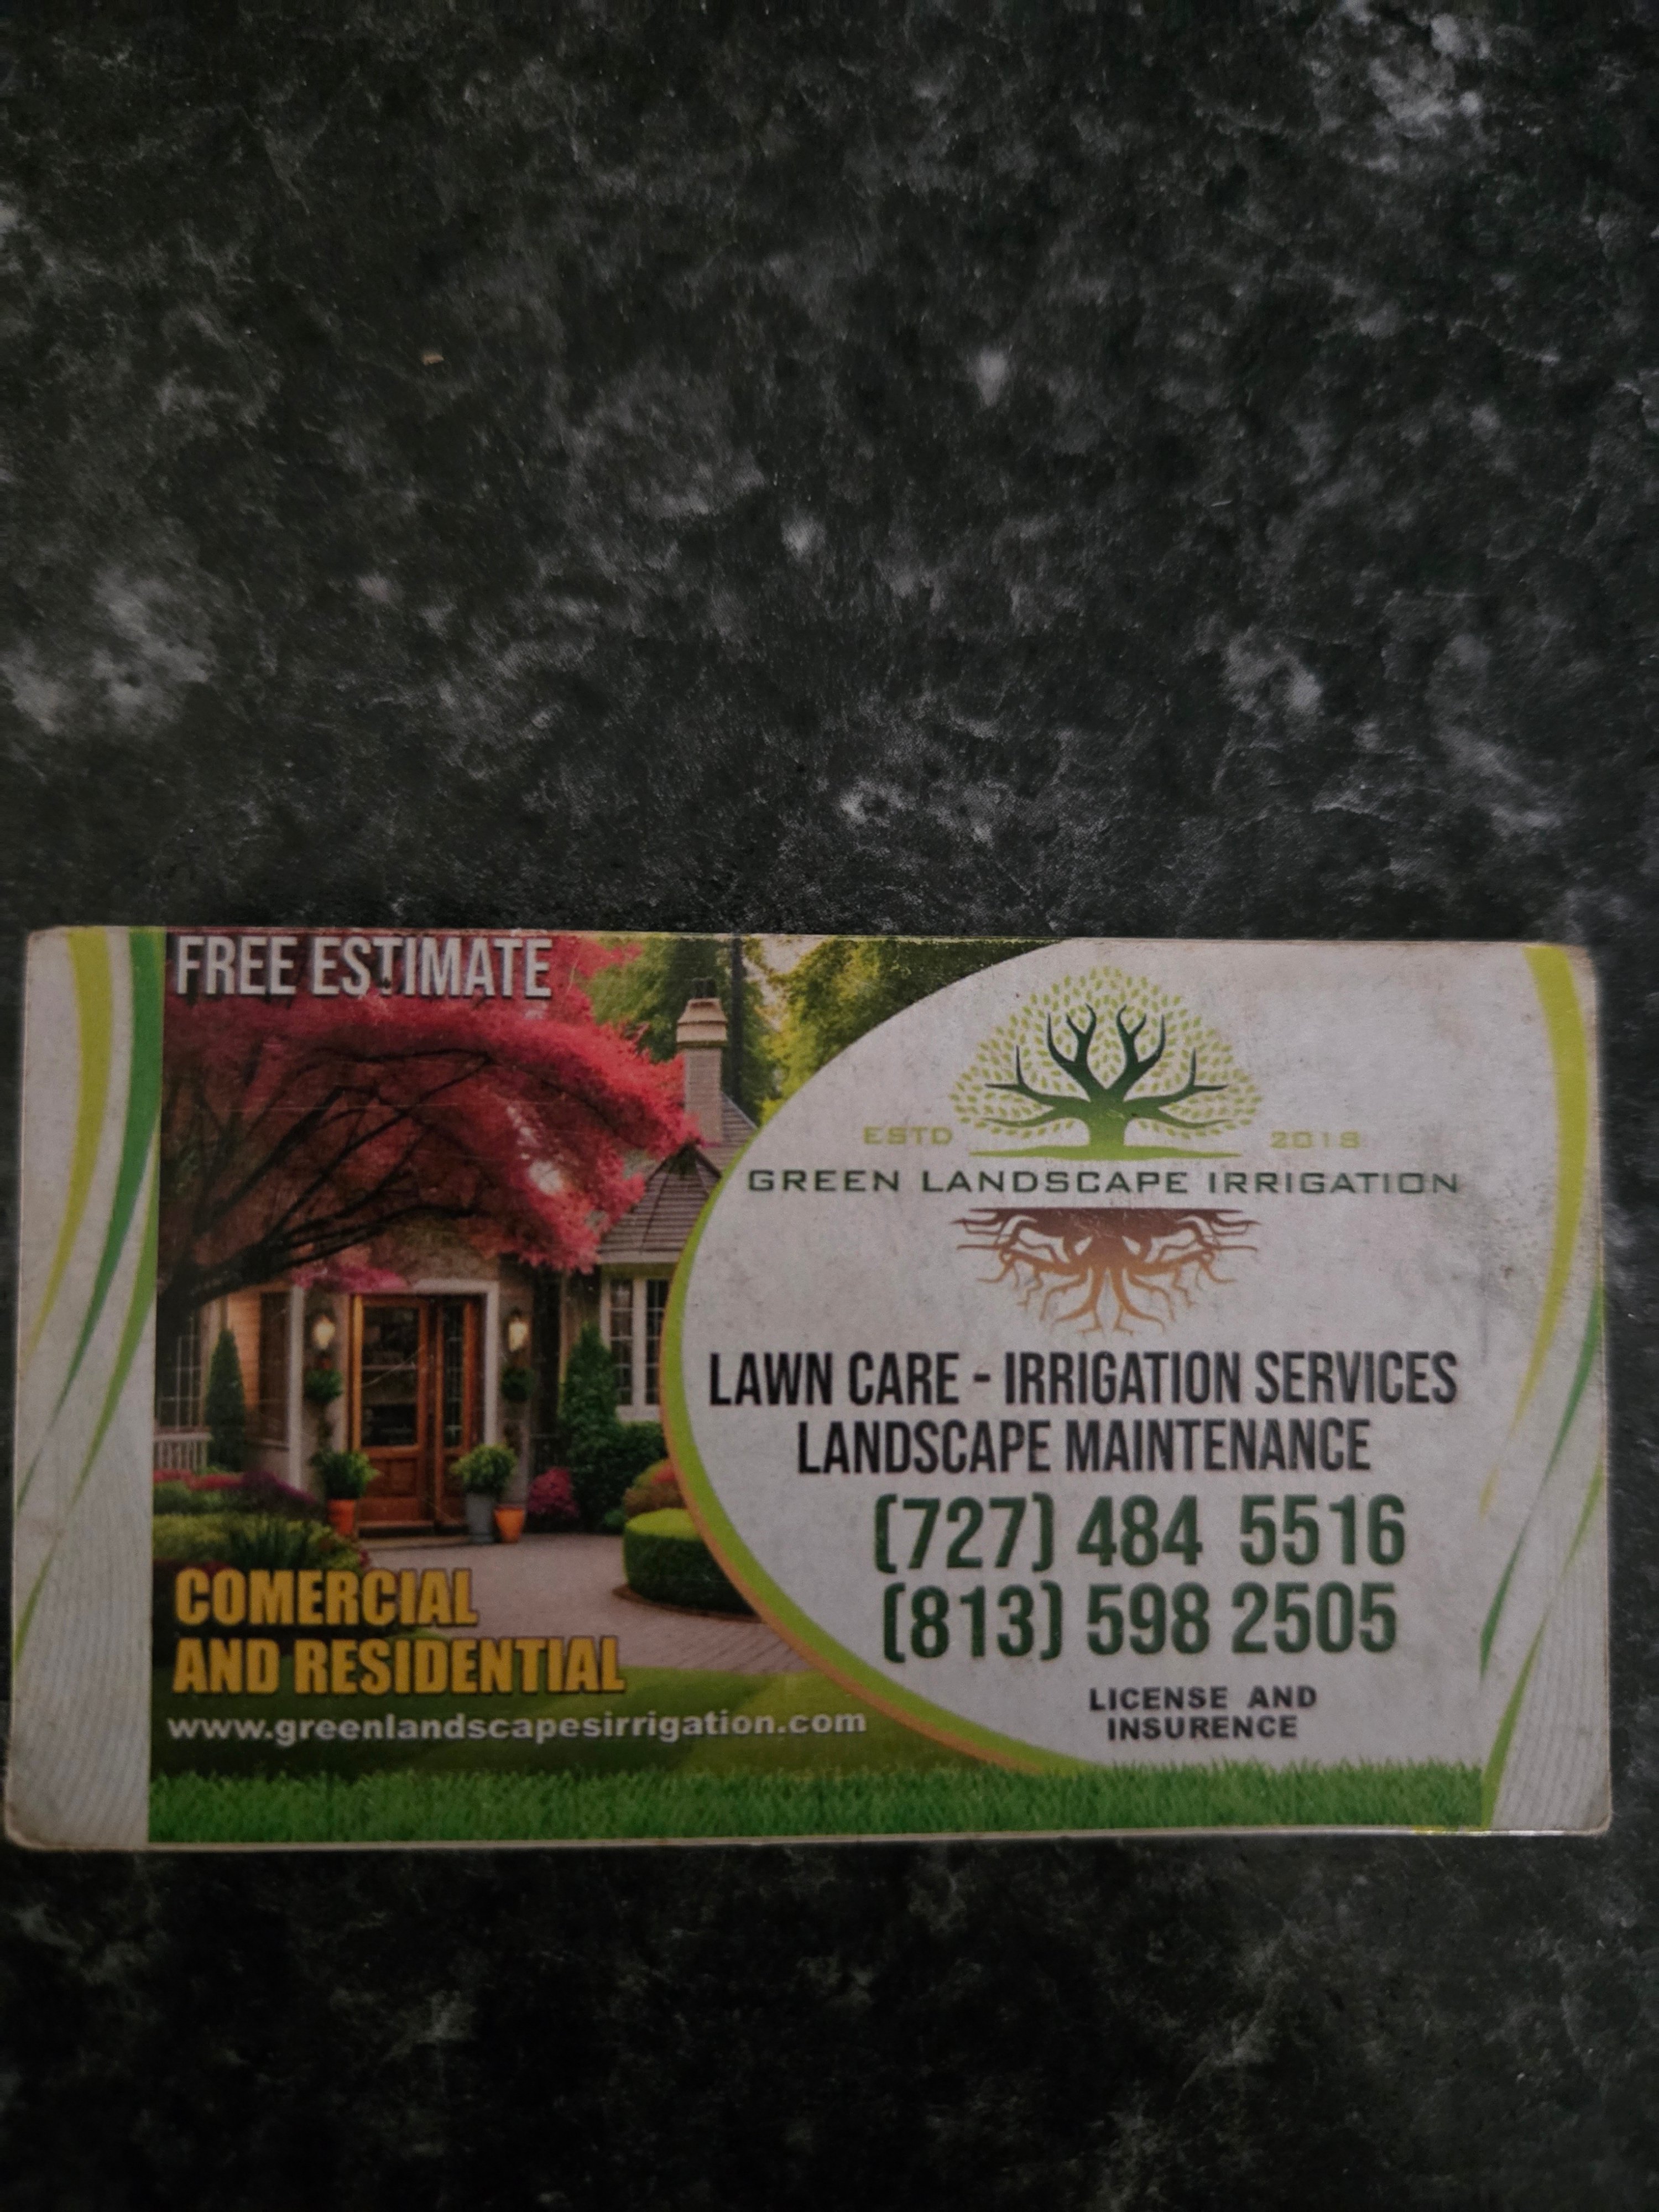 FREE ESTIMATE
ESTD 2018
GREEN LANDSCAPE IRRIGATION
LAWN CARE - IRRIGATION SERVICES
LANDSCAPE MAINTENANCE
(727) 484 5516
(813) 598 2505
LICENSE AND
INSURENCE
COMERCIAL
AND RESIDENTIAL
www.greenlandscapesirrigation.com